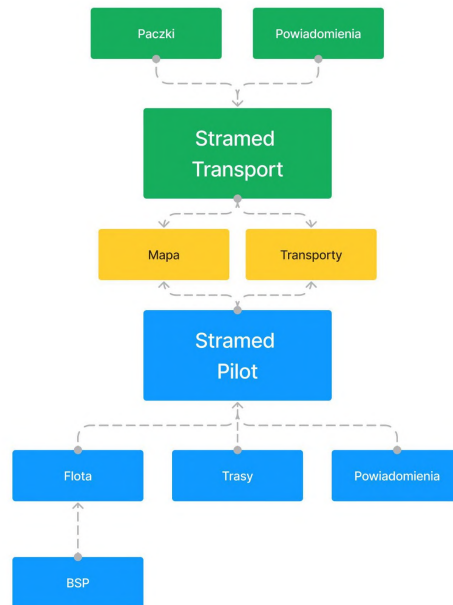 Paczki
Powiadomienia
Stramed
Transport
Mapa
Transporty
Stramed
Pilot
Flota
Trasy
Powiadomienia
BSP